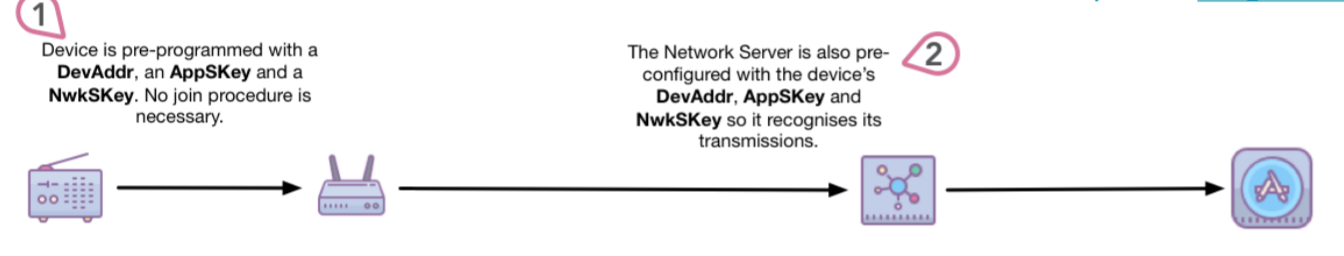 1
Device is pre-programmed with a
DevAddr, an AppSKey and a
NwkSKey. No join procedure is
necessary.
The Network Server is also pre-
configured with the device's
DevAddr, AppSKey and
NwkSKey so it recognises its
transmissions.
2